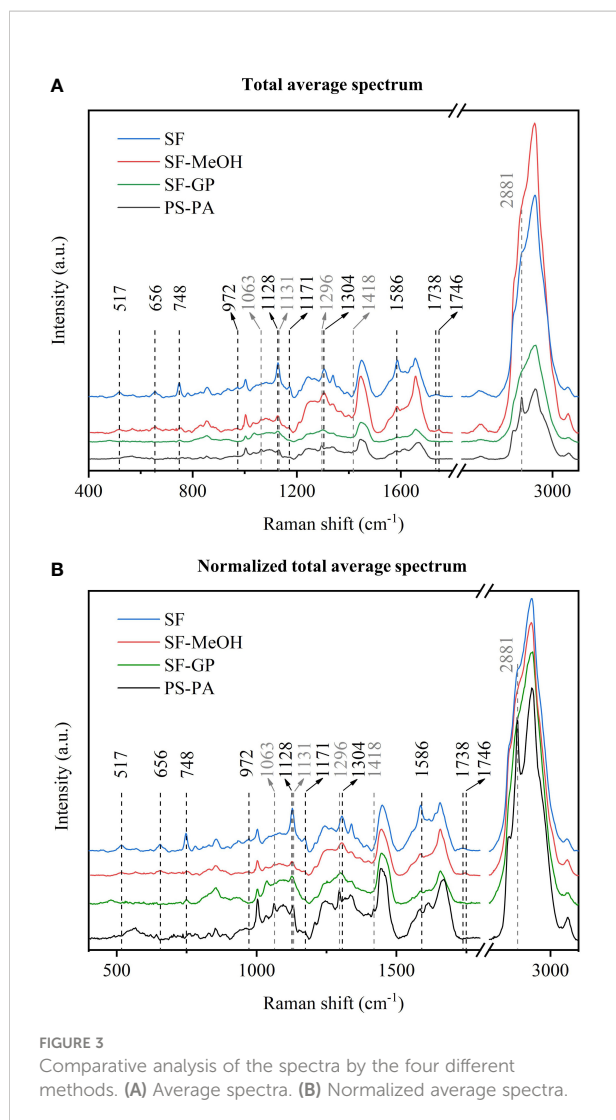 A
Total average spectrum
SF
SF-MeOH
SF-GP
PS-PA
2881
517
656
748
972
1063
1128
1131
1171
1296
1304
1418
1586
1738
1746
Intensity (a.u.)
400
800
1200
1600
3000
Raman shift (cm⁻¹)
B
Normalized total average spectrum
SF
SF-MeOH
SF-GP
PS-PA
2881
517
656
748
972
1063
1128
1131
1171
1296
1304
1418
1586
1738
1746
Intensity (a.u.)
500
1000
1500
3000
Raman shift (cm⁻¹)
FIGURE 3
Comparative analysis of the spectra by the four different
methods. (A) Average spectra. (B) Normalized average spectra.